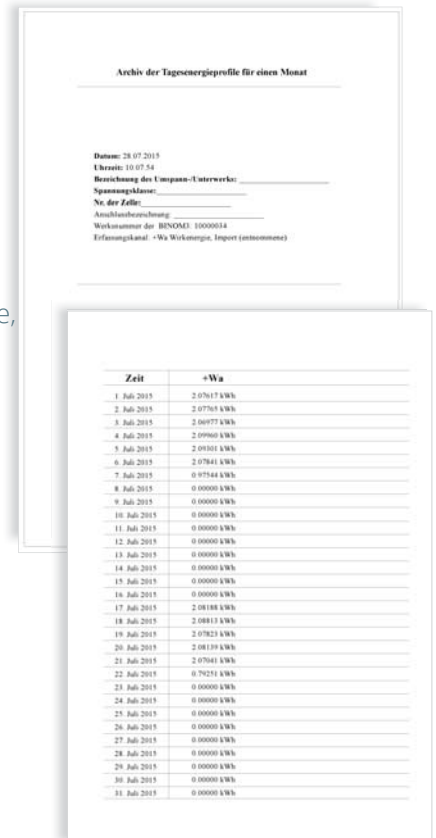 Archiv der Tagesenergieprofile für einen Monat
Datum: 28.07.2015
Uhrzeit: 10:07:54
Bezeichnung des Umspann-/Unterwerks: ____________________
Spannungsklasse: ____________________
Nr. der Zelle: ____________________
Anschlussbezeichnung: ____________________
Werksnummer der BINOM3: 10000034
Erfassungskanal: +Wa Wirkenergie, Import (entnommene)
e,
Zeit +Wa
1. Juli 2015 2.07617 kWh
2. Juli 2015 2.07765 kWh
3. Juli 2015 2.06977 kWh
4. Juli 2015 2.09960 kWh
5. Juli 2015 2.09301 kWh
6. Juli 2015 2.07841 kWh
7. Juli 2015 0.97544 kWh
8. Juli 2015 0.00000 kWh
9. Juli 2015 0.00000 kWh
10. Juli 2015 0.00000 kWh
11. Juli 2015 0.00000 kWh
12. Juli 2015 0.00000 kWh
13. Juli 2015 0.00000 kWh
14. Juli 2015 0.00000 kWh
15. Juli 2015 0.00000 kWh
16. Juli 2015 0.00000 kWh
17. Juli 2015 2.08188 kWh
18. Juli 2015 2.08813 kWh
19. Juli 2015 2.07823 kWh
20. Juli 2015 2.08139 kWh
21. Juli 2015 2.07041 kWh
22. Juli 2015 0.79251 kWh
23. Juli 2015 0.00000 kWh
24. Juli 2015 0.00000 kWh
25. Juli 2015 0.00000 kWh
26. Juli 2015 0.00000 kWh
27. Juli 2015 0.00000 kWh
28. Juli 2015 0.00000 kWh
29. Juli 2015 0.00000 kWh
30. Juli 2015 0.00000 kWh
31. Juli 2015 0.00000 kWh